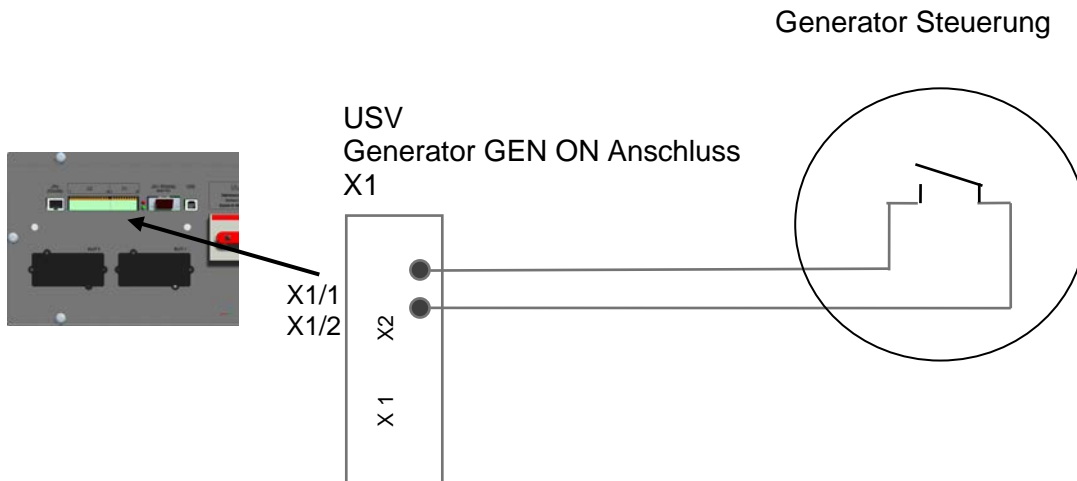 Generator Steuerung
USV
Generator GEN ON Anschluss
X1
X1/1
X1/2
X2
X 1